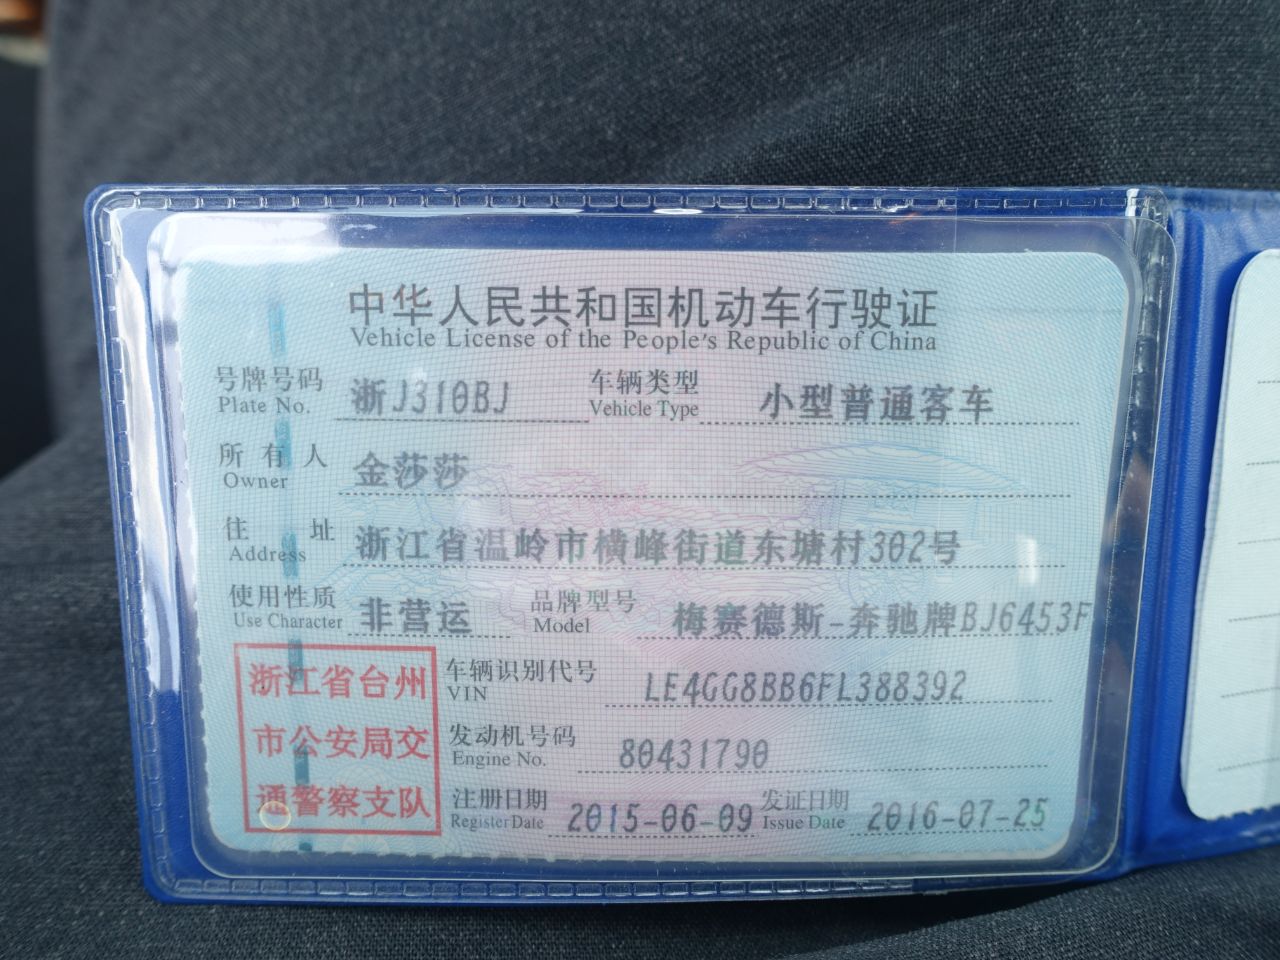 中华人民共和国机动车行驶证
Vehicle License of the People's Republic of China
号牌号码 浙J310BJ 车辆类型 小型普通客车
Plate No. Vehicle Type
所有人 金莎莎
Owner
住址 浙江省温岭市横峰街道东塘村302号
Address
使用性质 非营运 品牌型号 梅赛德斯-奔驰牌BJ6453F
Use Character Model
浙江省台州
市公安局交
通警察支队
车辆识别代号 LE4GG8BB6FL388392
VIN
发动机号码 80431790
Engine No.
注册日期 2015-06-09 发证日期 2016-07-25
Register Date Issue Date